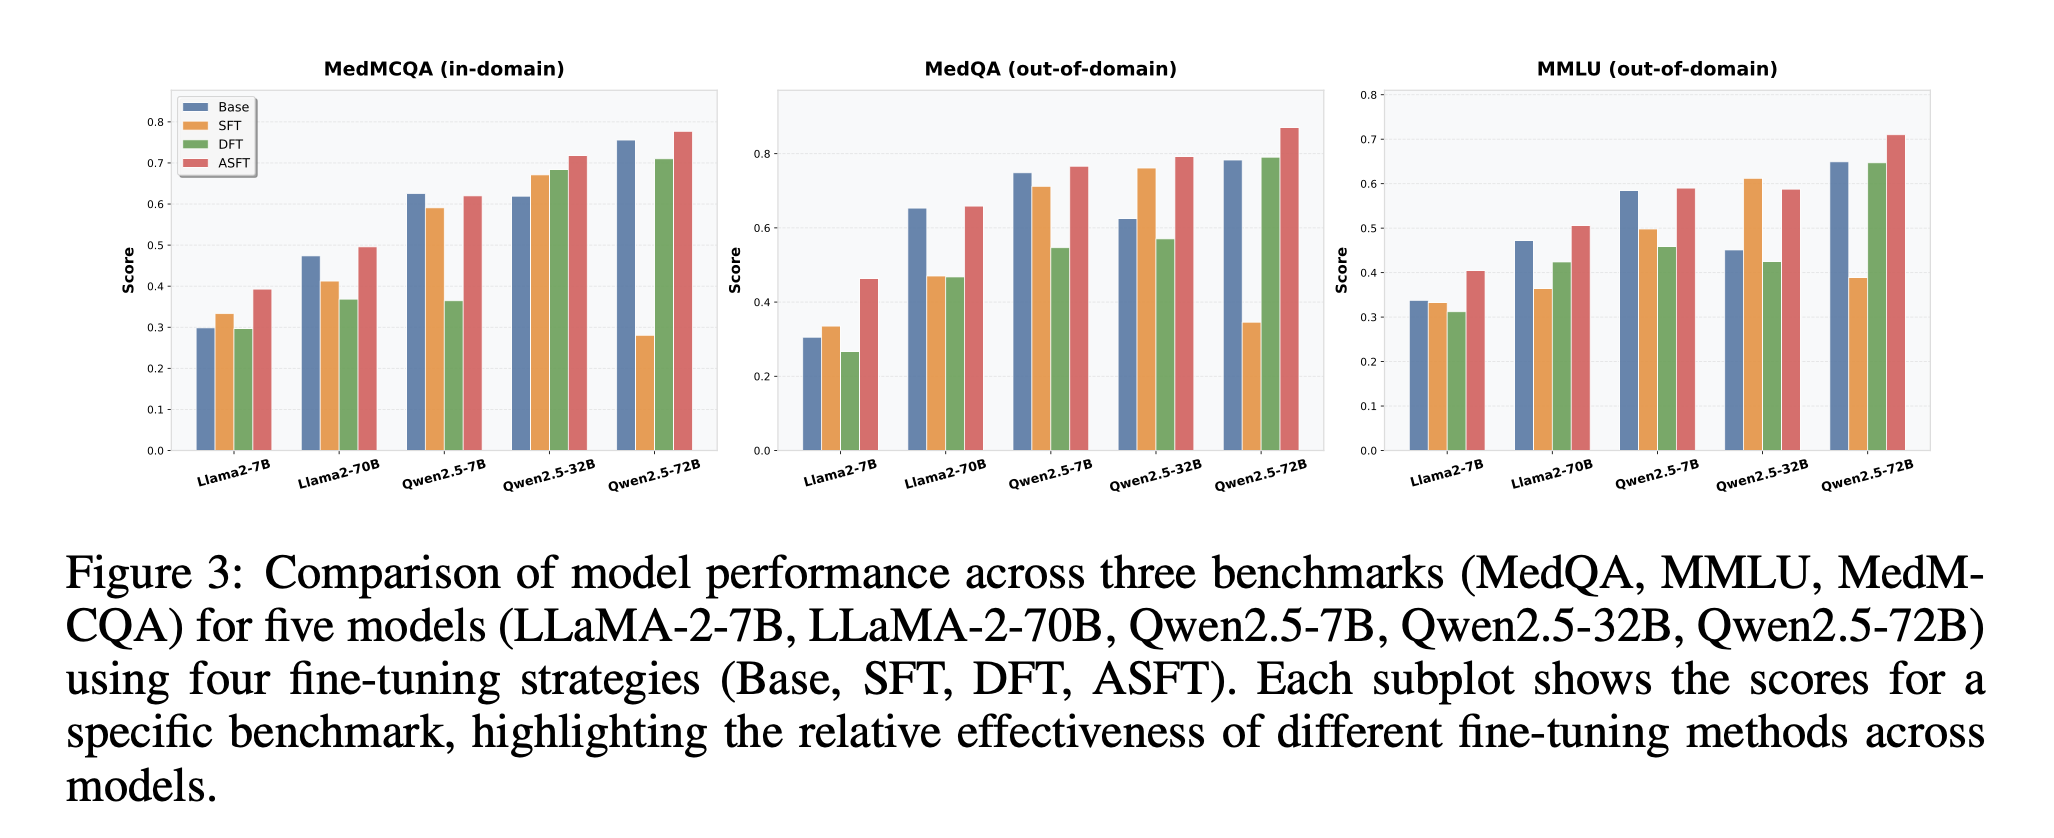 MedMCQA (in-domain)
Base
SFT
DFT
ASFT
Score
0.8
0.7
0.6
0.5
0.4
0.3
0.2
0.1
0.0
Llama2-7B
Llama2-70B
Qwen2.5-7B
Qwen2.5-32B
Qwen2.5-72B
MedQA (out-of-domain)
Score
0.8
0.6
0.4
0.2
0.0
Llama2-7B
Llama2-70B
Qwen2.5-7B
Qwen2.5-32B
Qwen2.5-72B
MMLU (out-of-domain)
Score
0.8
0.7
0.6
0.5
0.4
0.3
0.2
0.1
0.0
Llama2-7B
Llama2-70B
Qwen2.5-7B
Qwen2.5-32B
Qwen2.5-72B
Figure 3: Comparison of model performance across three benchmarks (MedQA, MMLU, MedM-
CQA) for five models (LLaMA-2-7B, LLaMA-2-70B, Qwen2.5-7B, Qwen2.5-32B, Qwen2.5-72B)
using four fine-tuning strategies (Base, SFT, DFT, ASFT). Each subplot shows the scores for a
specific benchmark, highlighting the relative effectiveness of different fine-tuning methods across
models.